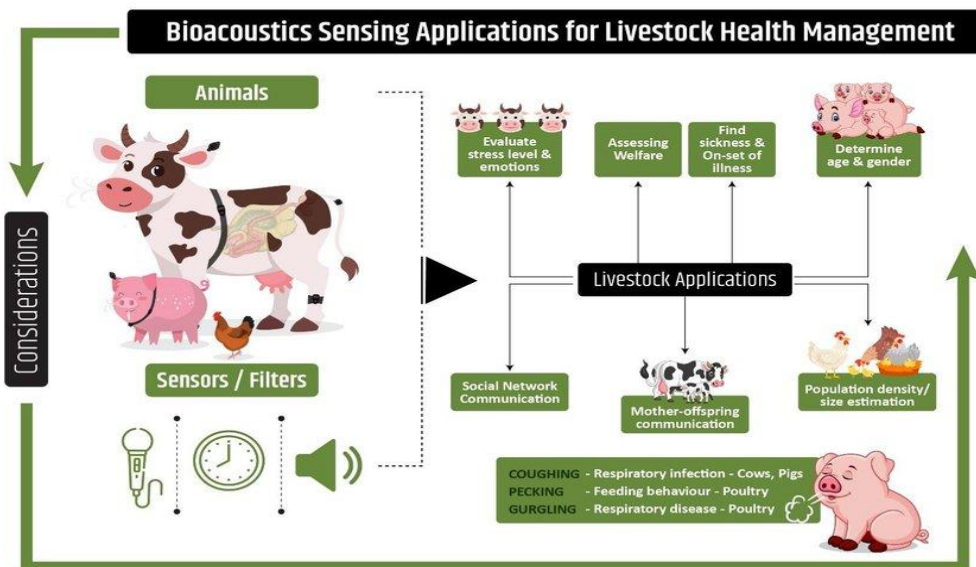 Bioacoustics Sensing Applications for Livestock Health Management
Considerations
Animals
Sensors / Filters
Evaluate
stress level &
emotions
Assessing
Welfare
Find
sickness &
On-set of
illness
Determine
age & gender
Livestock Applications
Social Network
Communication
Mother-offspring
communication
Population density/
size estimation
COUGHING - Respiratory infection - Cows, Pigs
PECKING - Feeding behaviour - Poultry
GURGLING - Respiratory disease - Poultry